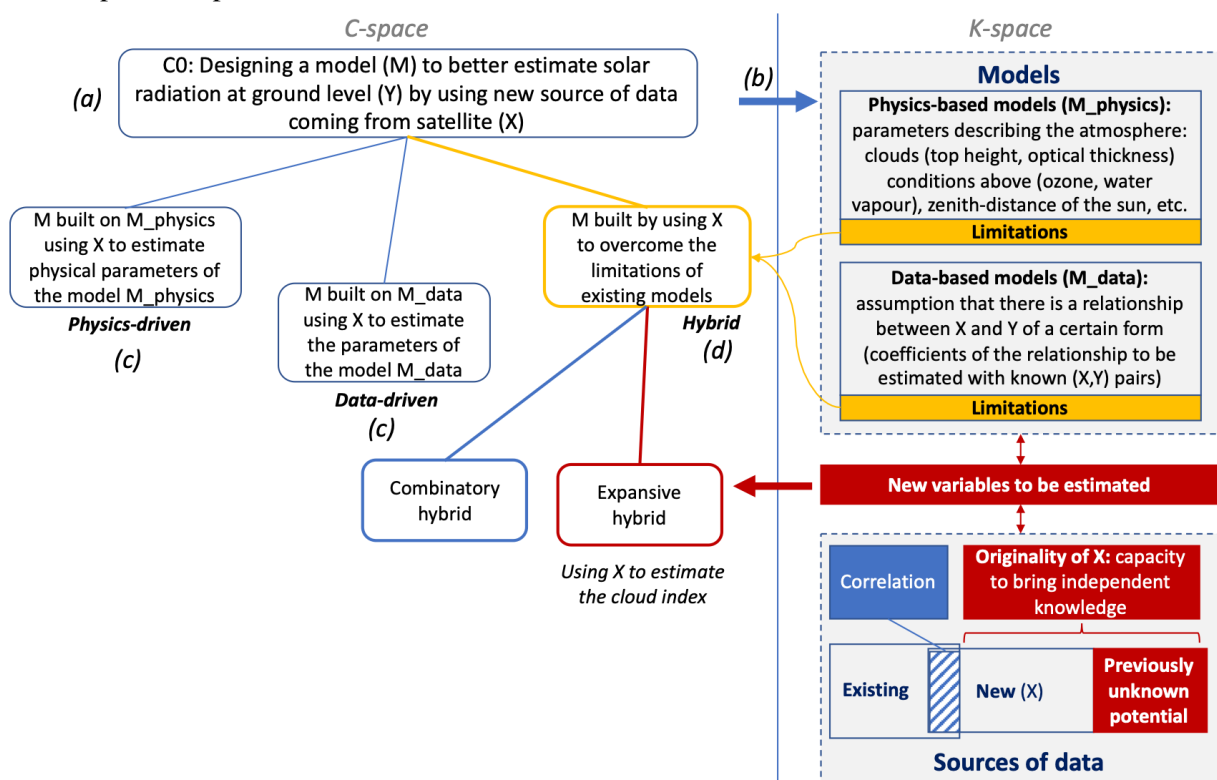 C-space
K-space
(a)
C0: Designing a model (M) to better estimate solar
radiation at ground level (Y) by using new source of data
coming from satellite (X)
(b)
Models
Physics-based models (M_physics):
parameters describing the atmosphere:
clouds (top height, optical thickness)
conditions above (ozone, water
vapour), zenith-distance of the sun, etc.
Limitations
M built on M_physics
using X to estimate
physical parameters of
the model M_physics
Physics-driven
(c)
M built on M_data
using X to estimate
the parameters of
the model M_data
Data-driven
(c)
M built by using X
to overcome the
limitations of
existing models
Hybrid
(d)
Data-based models (M_data):
assumption that there is a relationship
between X and Y of a certain form
(coefficients of the relationship to be
estimated with known (X,Y) pairs)
Limitations
Combinatory
hybrid
Expansive
hybrid
Using X to estimate
the cloud index
New variables to be estimated
Correlation
Originality of X: capacity
to bring independent
knowledge
Existing
New (X)
Previously
unknown
potential
Sources of data